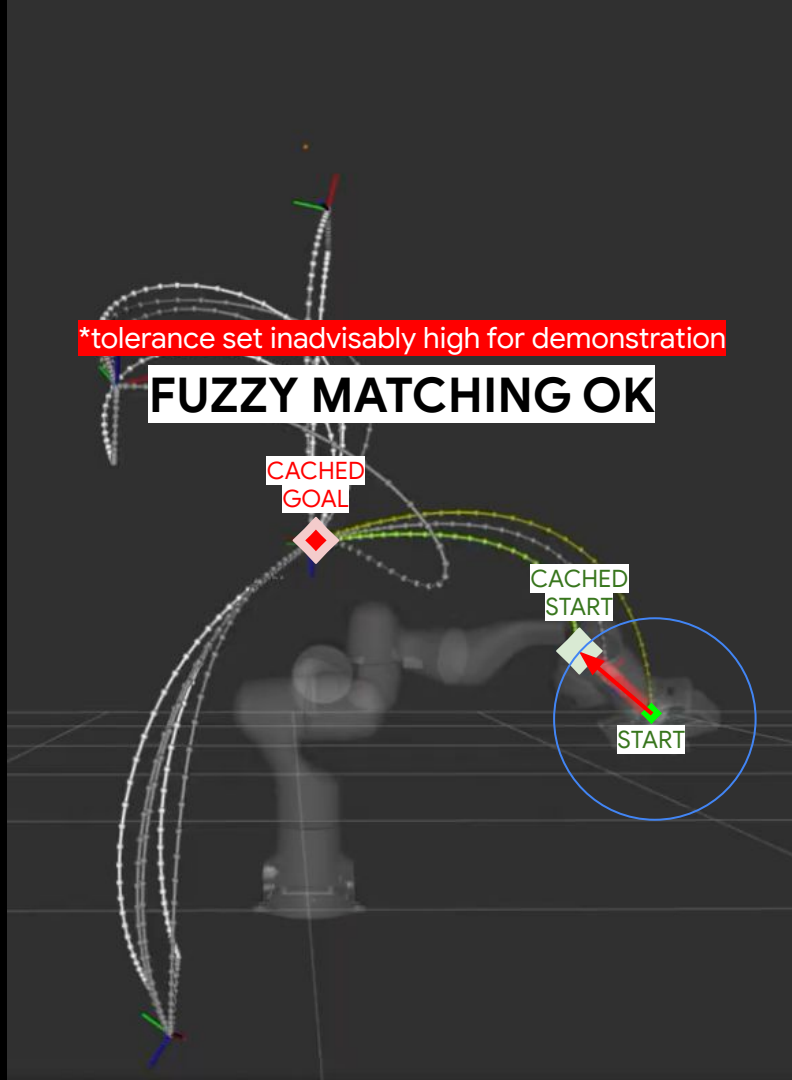 *tolerance set inadvisably high for demonstration
FUZZY MATCHING OK
CACHED
GOAL
CACHED
START
START